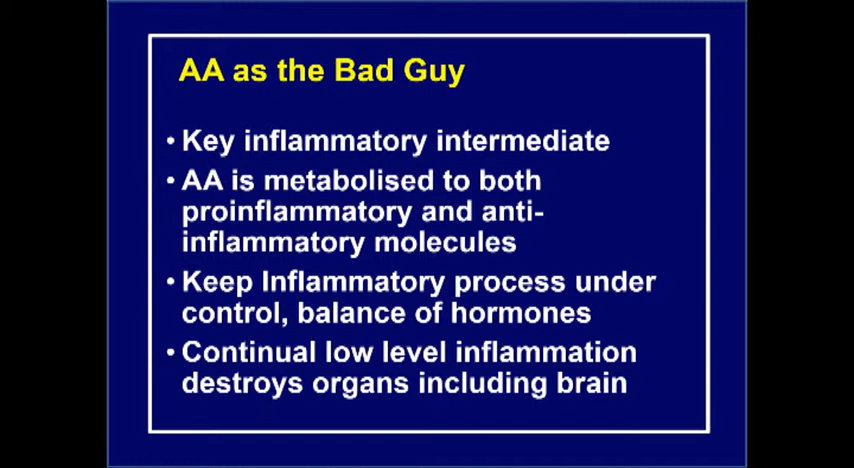 AA as the Bad Guy
• Key inflammatory intermediate
• AA is metabolised to both
proinflammatory and anti-
inflammatory molecules
• Keep Inflammatory process under
control, balance of hormones
• Continual low level inflammation
destroys organs including brain